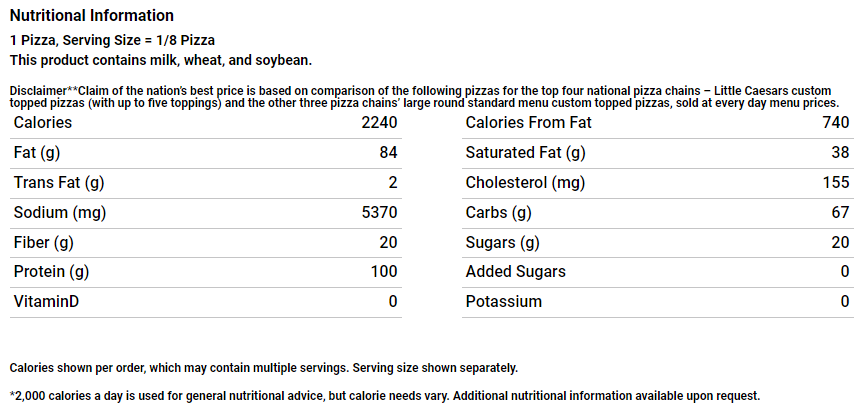 Nutritional Information
1 Pizza, Serving Size = 1/8 Pizza
This product contains milk, wheat, and soybean.
Disclaimer**Claim of the nation's best price is based on comparison of the following pizzas for the top four national pizza chains – Little Caesars custom
topped pizzas (with up to five toppings) and the other three pizza chains' large round standard menu custom topped pizzas, sold at every day menu prices.
Calories 2240 Calories From Fat 740
Fat (g) 84 Saturated Fat (g) 38
Trans Fat (g) 2 Cholesterol (mg) 155
Sodium (mg) 5370 Carbs (g) 67
Fiber (g) 20 Sugars (g) 20
Protein (g) 100 Added Sugars 0
VitaminD 0 Potassium 0
Calories shown per order, which may contain multiple servings. Serving size shown separately.
*2,000 calories a day is used for general nutritional advice, but calorie needs vary. Additional nutritional information available upon request.